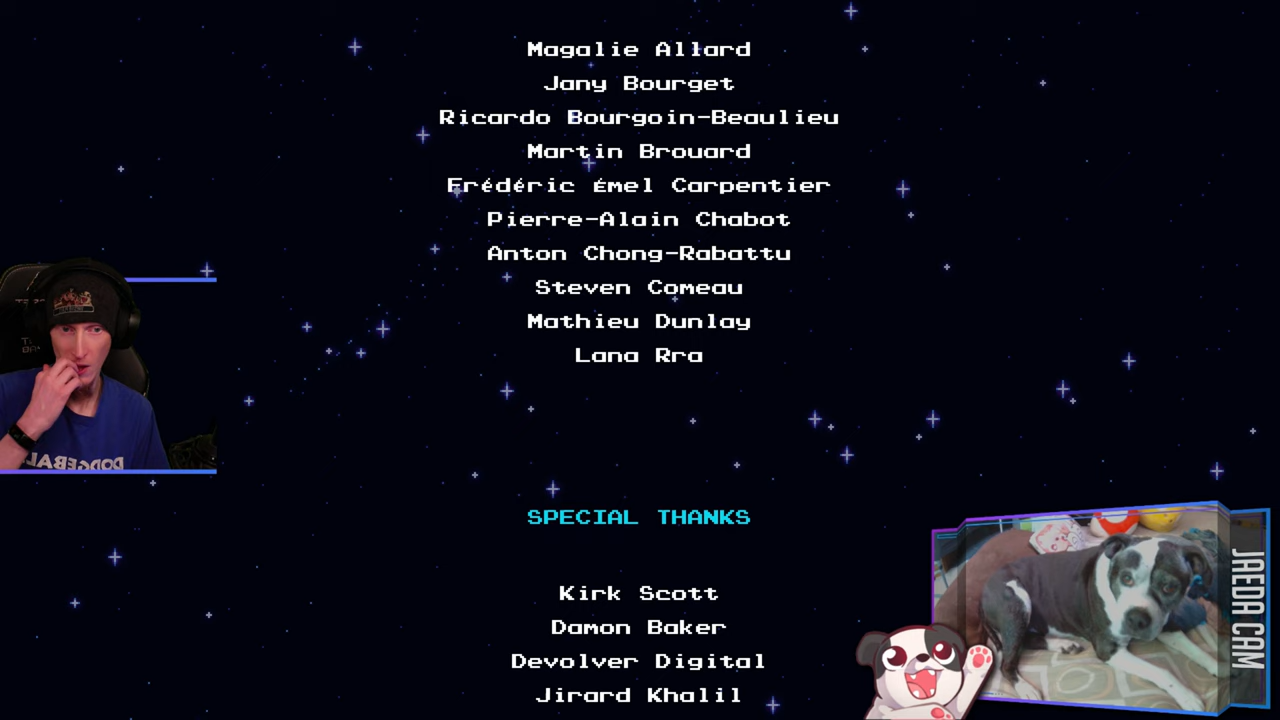 Magalie Allard
Jany Bourget
Ricardo Bourgoin-Beaulieu
Martin Brouard
Frédéric Émel Carpentier
Pierre-Alain Chabot
Anton Chong-Rabattu
Steven Comeau
Mathieu Dunlay
Lana Rra
SPECIAL THANKS
Kirk Scott
Damon Baker
Devolver Digital
Jirard Khalil
DODGEBALL
JAEDA CAM